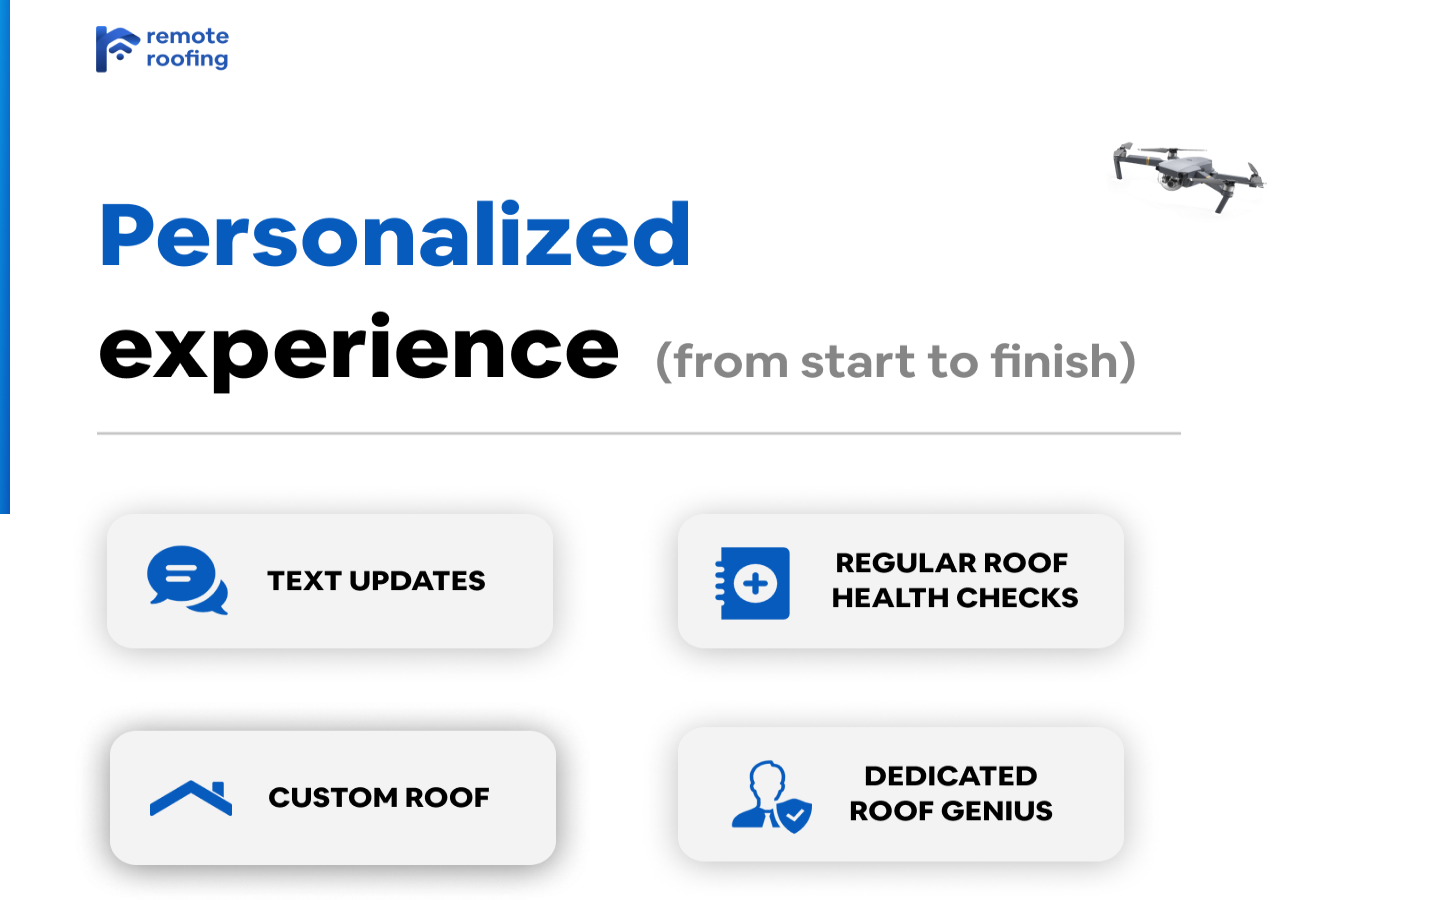 remote
roofing
Personalized
experience (from start to finish)
TEXT UPDATES
REGULAR ROOF
HEALTH CHECKS
CUSTOM ROOF
DEDICATED
ROOF GENIUS